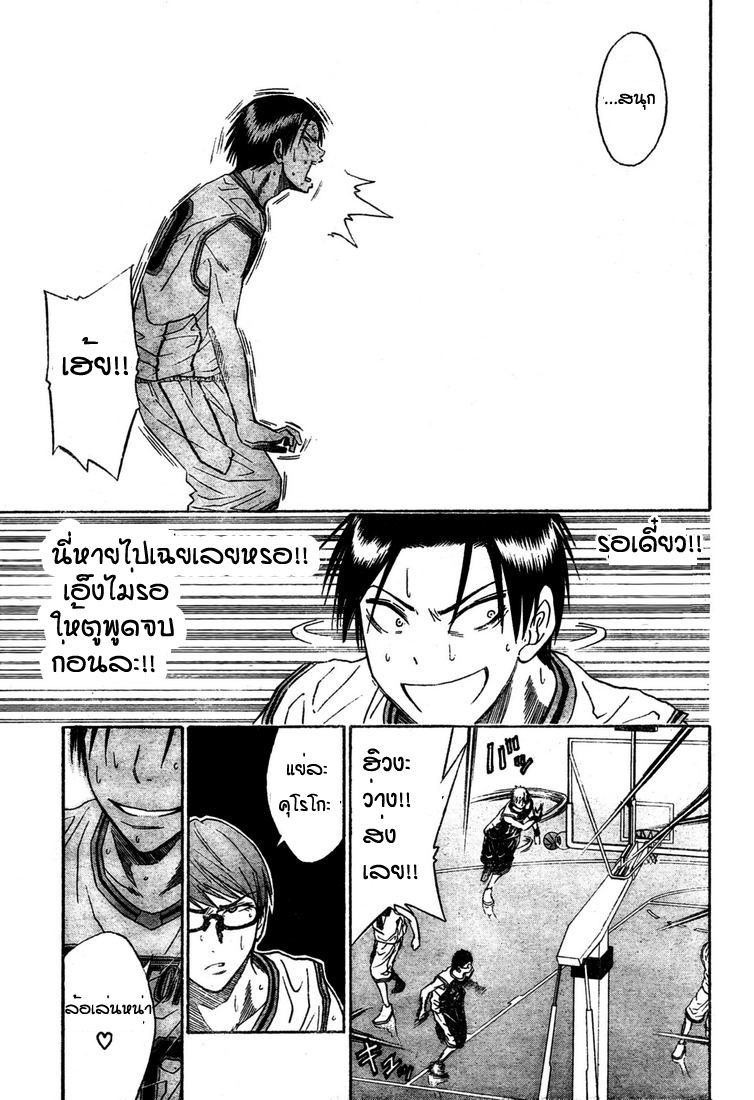 ...สนุก
เฮ้ย!!
รอเดี๋ยว!!
นี่หายไปเฉยเลยหรอ!!
เอ็งไม่รอ
ให้ตูพูดจบ
ก่อนละ!!
ฮิวงะ
ว่าง!!
ส่ง
เลย!!
แย่ละ
คุโรโกะ
ล้อเล่นหน่า
♡